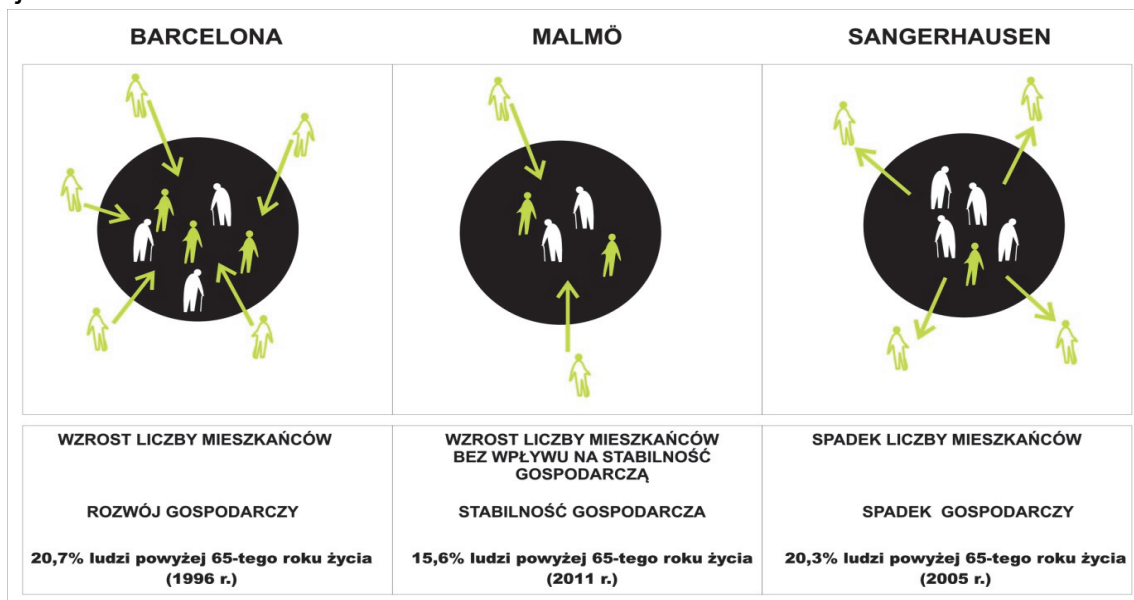 BARCELONA
MALMÖ
SANGERHAUSEN
WZROST LICZBY MIESZKAŃCÓW
ROZWÓJ GOSPODARCZY
20,7% ludzi powyżej 65-tego roku życia
(1996 r.)
WZROST LICZBY MIESZKAŃCÓW
BEZ WPŁYWU NA STABILNOŚĆ
GOSPODARCZĄ
STABILNOŚĆ GOSPODARCZA
15,6% ludzi powyżej 65-tego roku życia
(2011 r.)
SPADEK LICZBY MIESZKAŃCÓW
SPADEK GOSPODARCZY
20,3% ludzi powyżej 65-tego roku życia
(2005 r.)